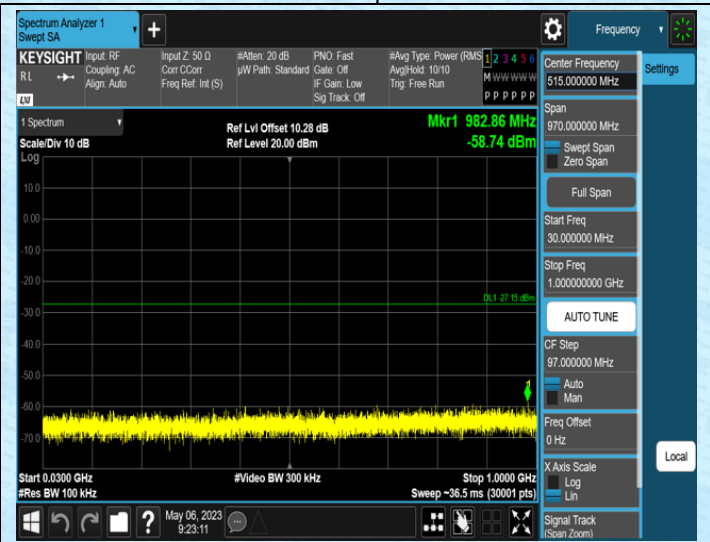 Spectrum Analyzer 1
Swept SA
+
Frequency
KEYSIGHT
RL
LXI
Input: RF
Coupling: AC
Align: Auto
Input Z: 50 Ω
Corr CCorr
Freq Ref: Int (S)
#Atten: 20 dB
µW Path: Standard
PNO: Fast
Gate: Off
IF Gain: Low
Sig Track: Off
#Avg Type: Power (RMS
Avg|Hold: 10/10
Trig: Free Run
1 2 3 4 5 6
M W W W W W
P P P P P P
1 Spectrum
Scale/Div 10 dB
Log
Ref Lvl Offset 10.28 dB
Ref Level 20.00 dBm
Mkr1 982.86 MHz
-58.74 dBm
10.0
0.00
-10.0
-20.0
-30.0
-40.0
-50.0
-60.0
-70.0
DL1 -27.15 dBm
1
Start 0.0300 GHz
#Res BW 100 kHz
#Video BW 300 kHz
Stop 1.0000 GHz
Sweep ~36.5 ms (30001 pts)
?
May 06, 2023
9:23:11
Center Frequency
515.000000 MHz
Settings
Span
970.000000 MHz
Swept Span
Zero Span
Full Span
Start Freq
30.000000 MHz
Stop Freq
1.000000000 GHz
AUTO TUNE
CF Step
97.000000 MHz
Auto
Man
Freq Offset
0 Hz
X Axis Scale
Log
Lin
Local
Signal Track
(Span Zoom)